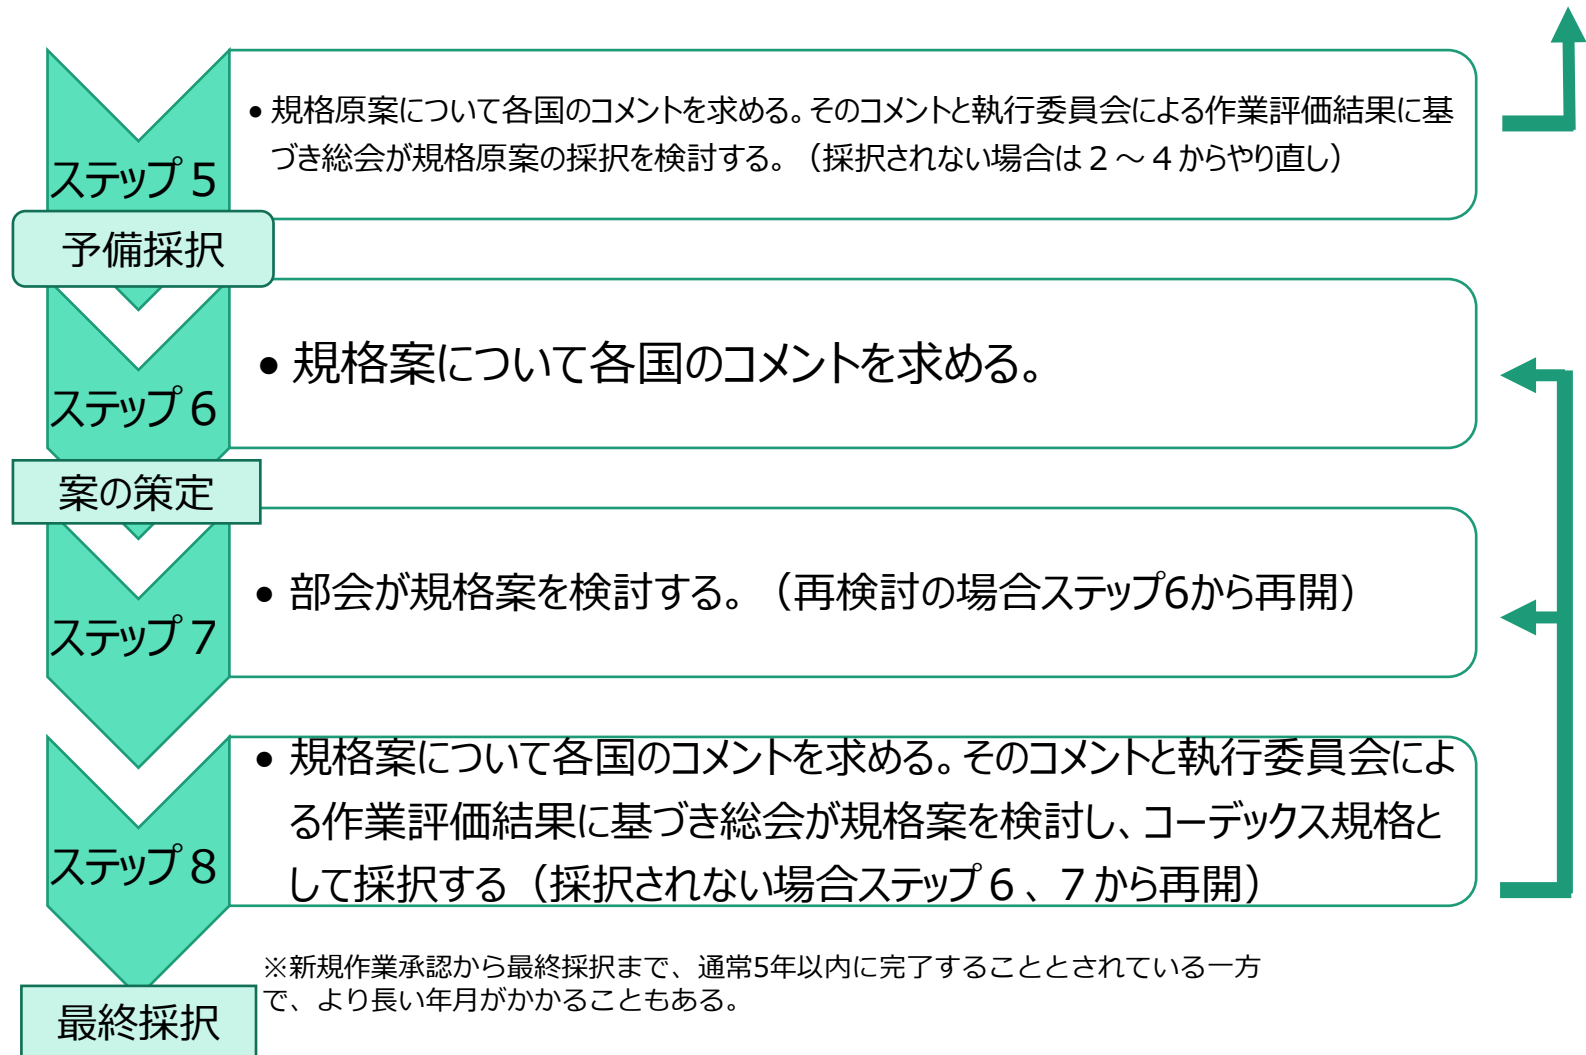 • 規格原案について各国のコメントを求める。そのコメントと執行委員会による作業評価結果に基
づき総会が規格原案の採択を検討する。（採択されない場合は２～４からやり直し）
ステップ５
予備採択
• 規格案について各国のコメントを求める。
ステップ６
案の策定
• 部会が規格案を検討する。（再検討の場合ステップ6から再開）
ステップ７
• 規格案について各国のコメントを求める。そのコメントと執行委員会によ
る作業評価結果に基づき総会が規格案を検討し、コーデックス規格と
して採択する（採択されない場合ステップ６、７から再開）
ステップ８
※新規作業承認から最終採択まで、通常5年以内に完了することとされている一方
で、より長い年月がかかることもある。
最終採択